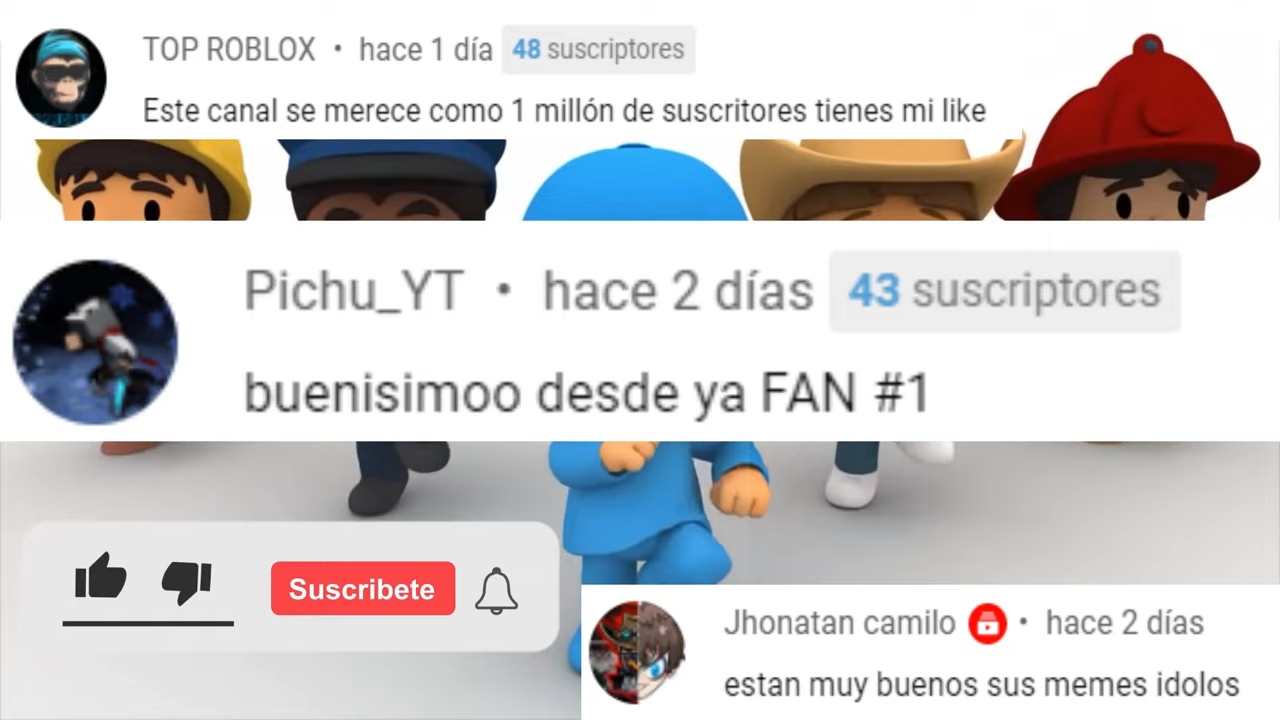 TOP ROBLOX • hace 1 día 48 suscriptores
Este canal se merece como 1 millón de suscritores tienes mi like
Pichu_YT • hace 2 días 43 suscriptores
buenisimoo desde ya FAN #1
Suscribete
Jhonatan camilo • hace 2 días
estan muy buenos sus memes idolos